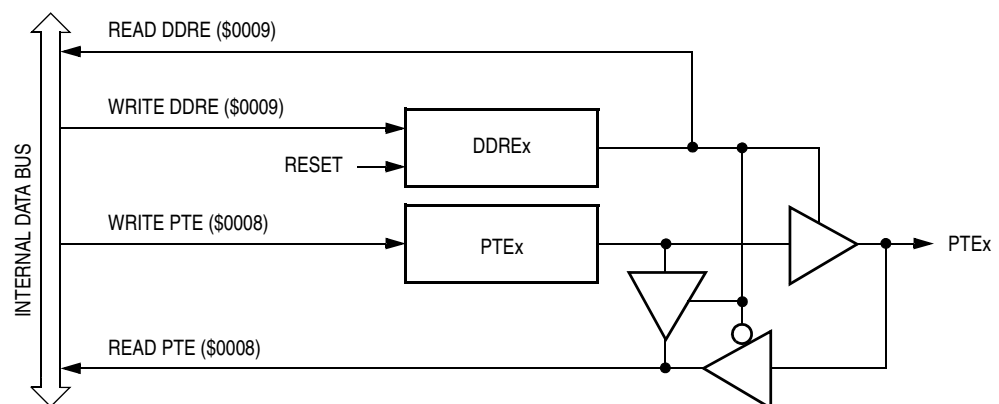 READ DDRE ($0009)
WRITE DDRE ($0009)
DDREx
RESET
INTERNAL DATA BUS
WRITE PTE ($0008)
PTEx
PTEx
READ PTE ($0008)